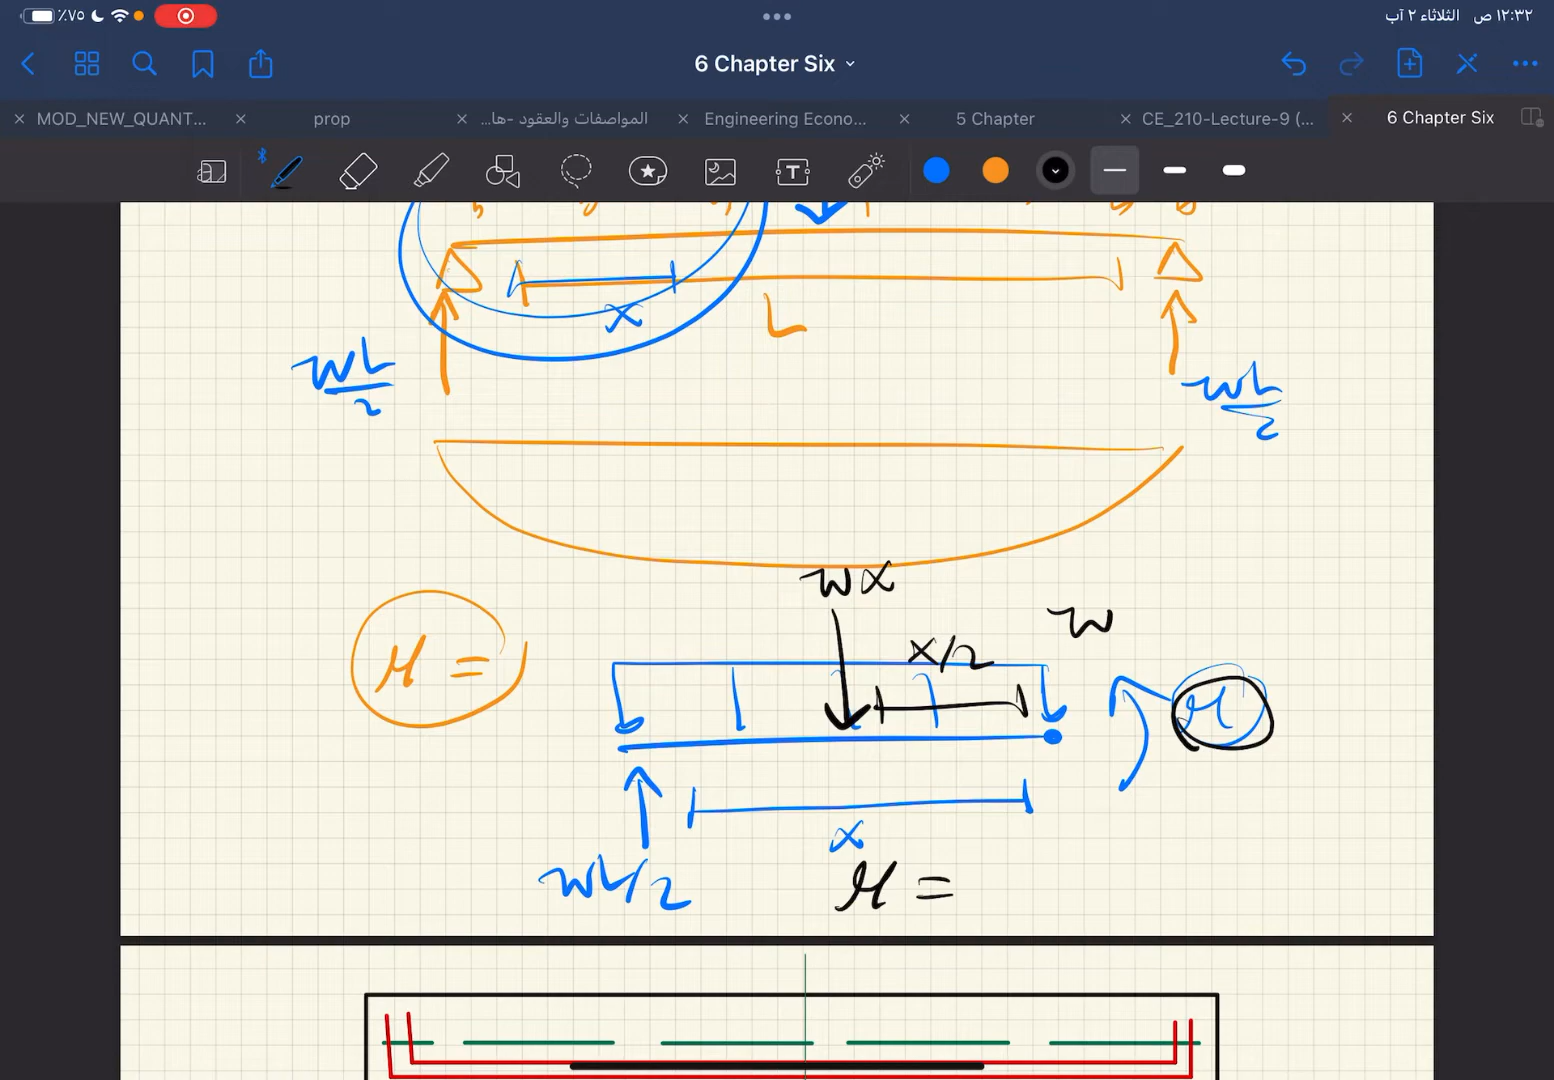 ٪٧٥ ١٢:٣٢ ص الثلاثاء ٢ آب
6 Chapter Six
MOD_NEW_QUANT... prop المواصفات والعقود -ها... Engineering Econo... 5 Chapter CE_210-Lecture-9 (... 6 Chapter Six
T
x L
wL/2 wL/2
wx
w
x/2
M = M
x
wL/2 M =